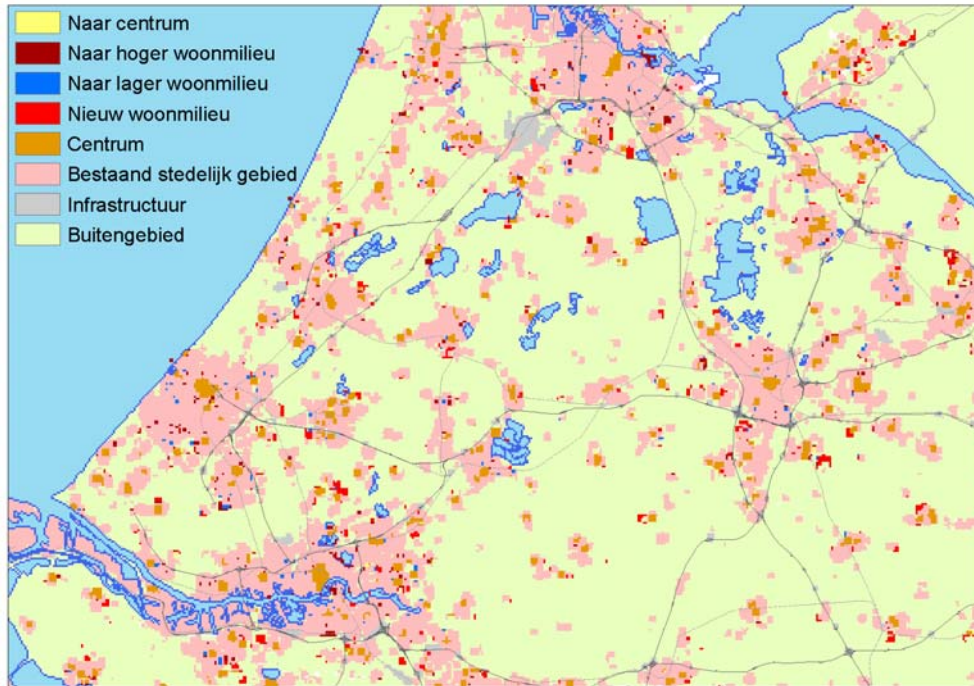 Naar centrum
Naar hoger woonmilieu
Naar lager woonmilieu
Nieuw woonmilieu
Centrum
Bestaand stedelijk gebied
Infrastructuur
Buitengebied